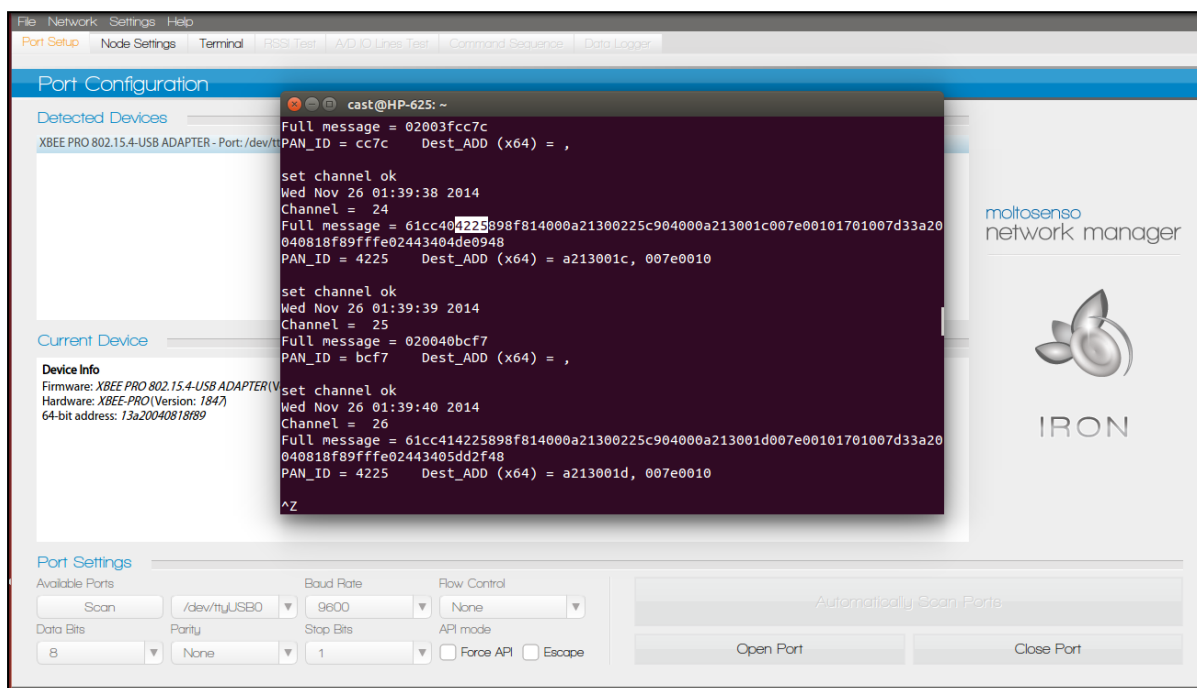 File Network Settings Help
Port Setup Node Settings Terminal RSSI Test A/D IO Lines Test Command Sequence Data Logger
Port Configuration
Detected Devices
XBEE PRO 802.15.4-USB ADAPTER - Port: /dev/tt
cast@HP-625: ~
Full message = 02003fcc7c
PAN_ID = cc7c Dest_ADD (x64) = ,
set channel ok
Wed Nov 26 01:39:38 2014
Channel = 24
Full message = 61cc404225898f814000a21300225c904000a213001c007e00101701007d33a20
040818f89fffe02443404de0948
PAN_ID = 4225 Dest_ADD (x64) = a213001c, 007e0010
set channel ok
Wed Nov 26 01:39:39 2014
Channel = 25
Full message = 020040bcf7
PAN_ID = bcf7 Dest_ADD (x64) = ,
set channel ok
Wed Nov 26 01:39:40 2014
Channel = 26
Full message = 61cc414225898f814000a21300225c904000a213001d007e00101701007d33a20
040818f89fffe02443405dd2f48
PAN_ID = 4225 Dest_ADD (x64) = a213001d, 007e0010
^Z
moltosenso
network manager
IRON
Current Device
Device Info
Firmware: XBEE PRO 802.15.4-USB ADAPTER (V
Hardware: XBEE-PRO (Version: 1847)
64-bit address: 13a20040818f89
Port Settings
Available Ports Baud Rate Flow Control
Scan /dev/ttyUSB0 9600 None
Automatically Scan Ports
Data Bits Parity Stop Bits API mode
8 None 1 Force API Escape
Open Port Close Port